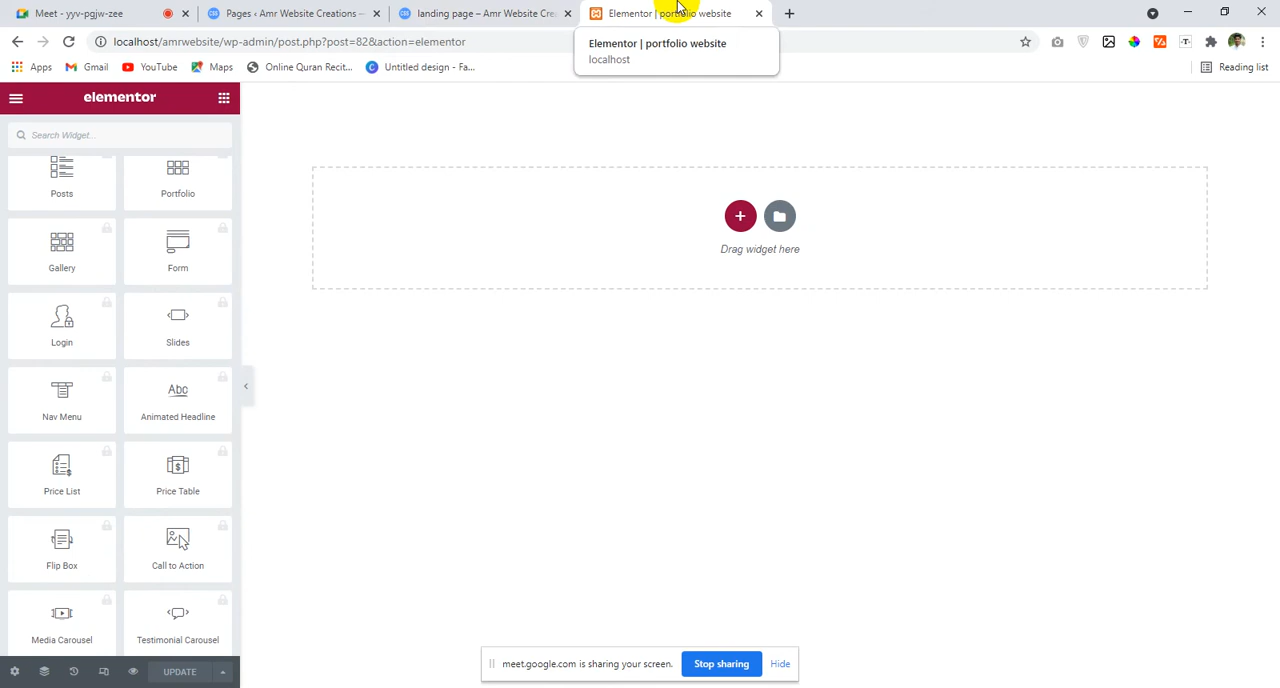 Meet - yyv-pgjw-zee
Pages ‹ Amr Website Creations –
landing page – Amr Website Cre
Elementor | portfolio website
localhost/amrwebsite/wp-admin/post.php?post=82&action=elementor
Elementor | portfolio website
localhost
Apps
Gmail
YouTube
Maps
Online Quran Recit...
Untitled design - Fa...
Reading list
elementor
Search Widget...
Posts
Portfolio
Gallery
Form
Login
Slides
Nav Menu
Abc
Animated Headline
Price List
Price Table
Flip Box
Call to Action
Media Carousel
Testimonial Carousel
UPDATE
Drag widget here
meet.google.com is sharing your screen.
Stop sharing
Hide